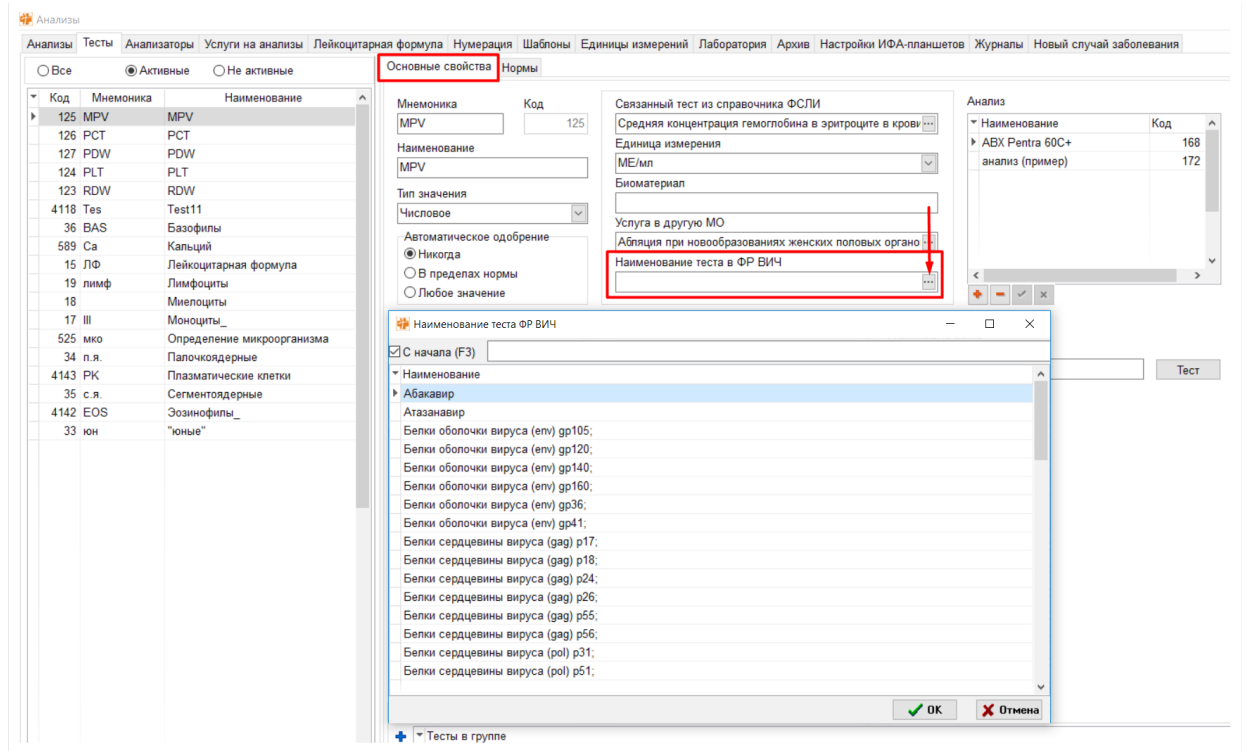 Анализы
Анализы Тесты Анализаторы Услуги на анализы Лейкоцитарная формула Нумерация Шаблоны Единицы измерений Лаборатория Архив Настройки ИФА-планшетов Журналы Новый случай заболевания
Все Активные Не активные
Основные свойства Нормы
Код Мнемоника Наименование
125 MPV MPV
126 PCT PCT
127 PDW PDW
124 PLT PLT
123 RDW RDW
4118 Tes Test11
36 BAS Базофилы
589 Ca Кальций
15 ЛФ Лейкоцитарная формула
19 лимф Лимфоциты
18 Миелоциты
17 III Моноциты_
525 мко Определение микроорганизма
34 п.я. Палочкоядерные
4143 PK Плазматические клетки
35 с.я. Сегментоядерные
4142 EOS Эозинофилы_
33 юн "юные"
Мнемоника Код
MPV 125
Наименование
MPV
Тип значения
Числовое
Автоматическое одобрение
Никогда
В пределах нормы
Любое значение
Связанный тест из справочника ФСЛИ
Средняя концентрация гемоглобина в эритроците в крови ...
Единица измерения
МЕ/мл
Биоматериал
Услуга в другую МО
Абляция при новообразованиях женских половых органо ...
Наименование теста в ФР ВИЧ
...
Анализ
Наименование Код
ABX Pentra 60C+ 168
анализ (пример) 172
Тест
Наименование теста ФР ВИЧ
С начала (F3)
Наименование
Абакавир
Атазанавир
Белки оболочки вируса (env) gp105;
Белки оболочки вируса (env) gp120;
Белки оболочки вируса (env) gp140;
Белки оболочки вируса (env) gp160;
Белки оболочки вируса (env) gp36;
Белки оболочки вируса (env) gp41;
Белки сердцевины вируса (gag) p17;
Белки сердцевины вируса (gag) p18;
Белки сердцевины вируса (gag) p24;
Белки сердцевины вируса (gag) p26;
Белки сердцевины вируса (gag) p55;
Белки сердцевины вируса (gag) p56;
Белки сердцевины вируса (pol) p31;
Белки сердцевины вируса (pol) p51;
OK Отмена
Тесты в группе